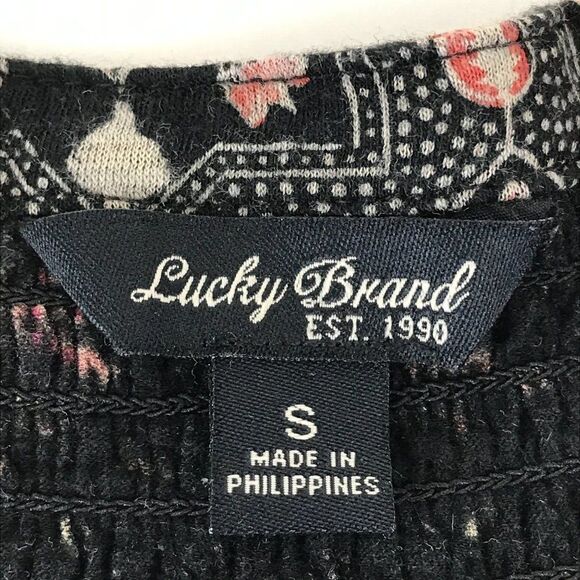 Lucky Brand
EST. 1990
S
MADE IN
PHILIPPINES